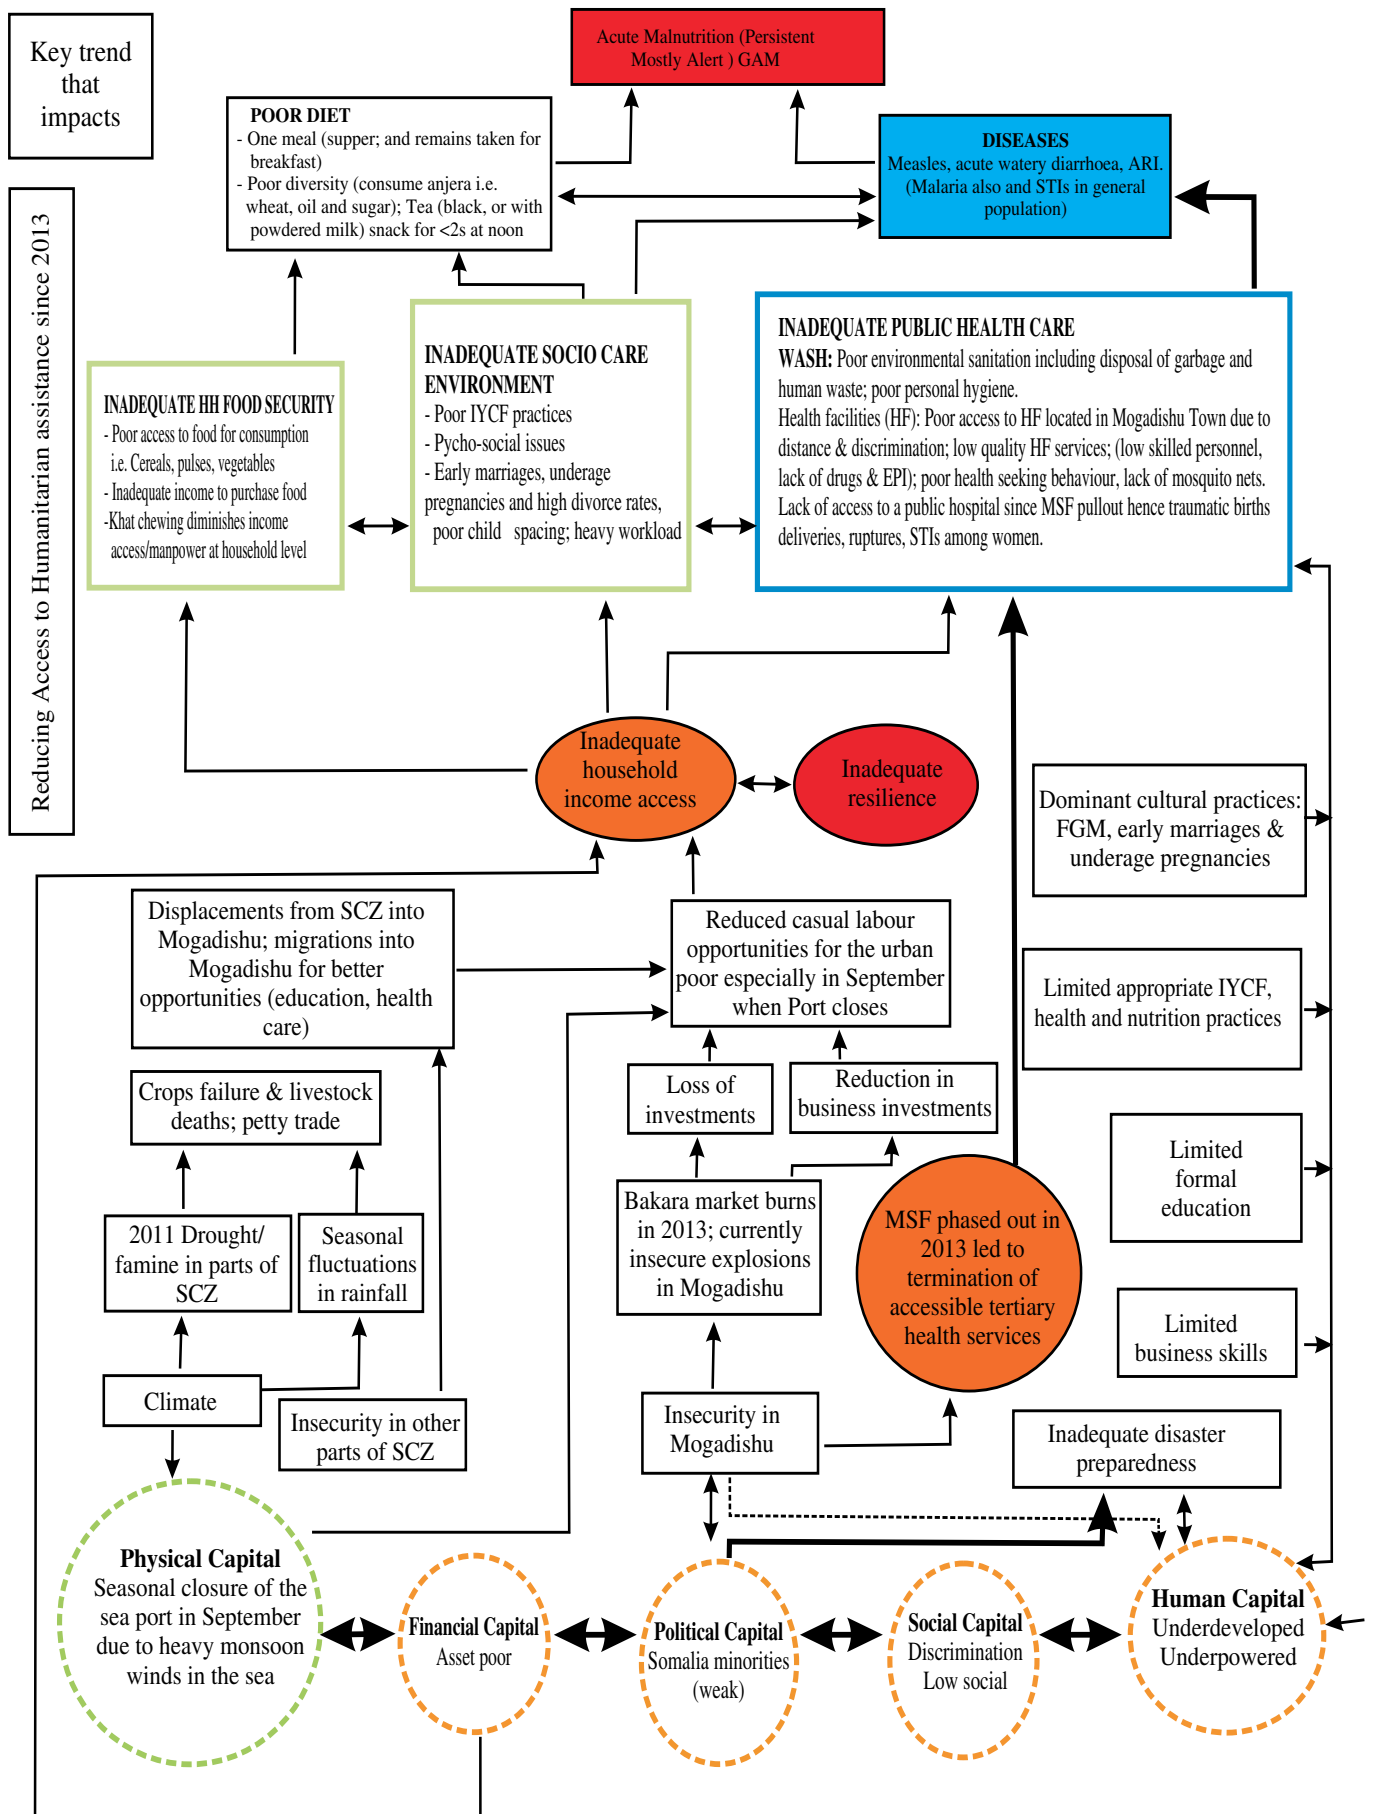 Key trend
that
impacts
Acute Malnutrition (Persistent
Mostly Alert ) GAM
POOR DIET
- One meal (supper; and remains taken for
breakfast)
- Poor diversity (consume anjera i.e.
wheat, oil and sugar); Tea (black, or with
powdered milk) snack for <2s at noon
DISEASES
Measles, acute watery diarrhoea, ARI.
(Malaria also and STIs in general
population)
Reducing Access to Humanitarian assistance since 2013
INADEQUATE HH FOOD SECURITY
- Poor access to food for consumption
i.e. Cereals, pulses, vegetables
- Inadequate income to purchase food
-Khat chewing diminishes income
access/manpower at household level
INADEQUATE SOCIO CARE
ENVIRONMENT
- Poor IYCF practices
- Pycho-social issues
- Early marriages, underage
pregnancies and high divorce rates,
poor child spacing; heavy workload
INADEQUATE PUBLIC HEALTH CARE
WASH: Poor environmental sanitation including disposal of garbage and
human waste; poor personal hygiene.
Health facilities (HF): Poor access to HF located in Mogadishu Town due to
distance & discrimination; low quality HF services; (low skilled personnel,
lack of drugs & EPI); poor health seeking behaviour, lack of mosquito nets.
Lack of access to a public hospital since MSF pullout hence traumatic births
deliveries, ruptures, STIs among women.
Inadequate
household
income access
Inadequate
resilience
Dominant cultural practices:
FGM, early marriages &
underage pregnancies
Displacements from SCZ into
Mogadishu; migrations into
Mogadishu for better
opportunities (education, health
care)
Reduced casual labour
opportunities for the urban
poor especially in September
when Port closes
Limited appropriate IYCF,
health and nutrition practices
Crops failure & livestock
deaths; petty trade
Loss of
investments
Reduction in
business investments
Limited
formal
education
2011 Drought/
famine in parts of
SCZ
Seasonal
fluctuations
in rainfall
Bakara market burns
in 2013; currently
insecure explosions
in Mogadishu
MSF phased out in
2013 led to
termination of
accessible tertiary
health services
Limited
business skills
Climate
Insecurity in other
parts of SCZ
Insecurity in
Mogadishu
Inadequate disaster
preparedness
Physical Capital
Seasonal closure of the
sea port in September
due to heavy monsoon
winds in the sea
Financial Capital
Asset poor
Political Capital
Somalia minorities
(weak)
Social Capital
Discrimination
Low social
Human Capital
Underdeveloped
Underpowered